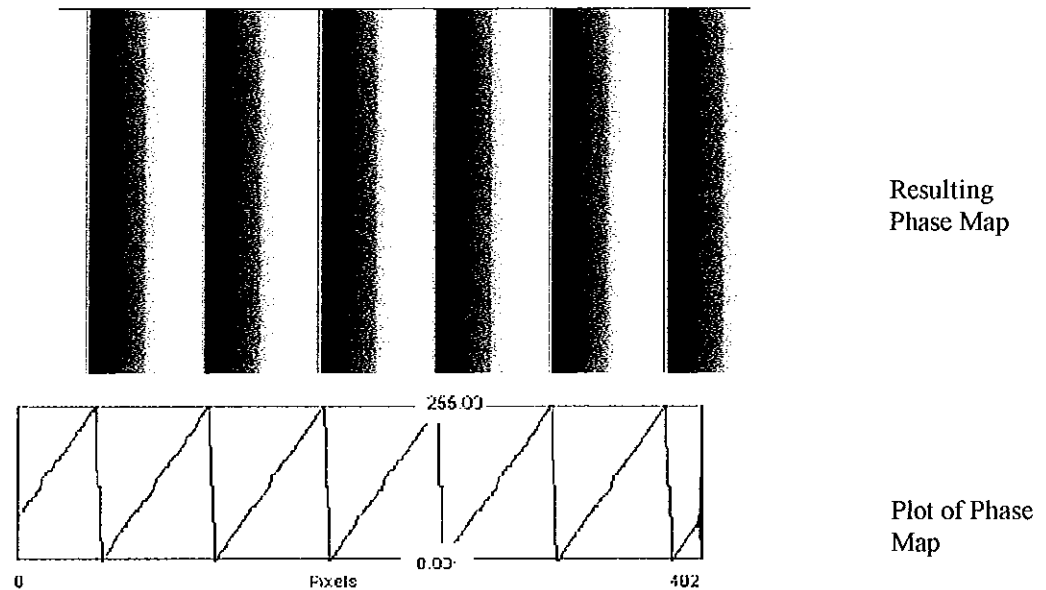 Resulting
Phase Map
255.00
0.00
0 Pixels 402
Plot of Phase
Map